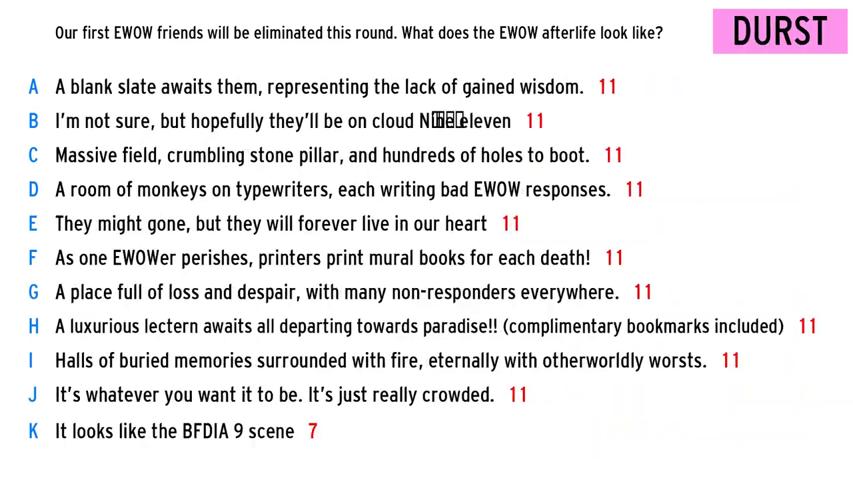 Our first EWOW friends will be eliminated this round. What does the EWOW afterlife look like?
DURST
A A blank slate awaits them, representing the lack of gained wisdom. 11
B I'm not sure, but hopefully they'll be on cloud eleven 11
C Massive field, crumbling stone pillar, and hundreds of holes to boot. 11
D A room of monkeys on typewriters, each writing bad EWOW responses. 11
E They might gone, but they will forever live in our heart 11
F As one EWOWer perishes, printers print mural books for each death! 11
G A place full of loss and despair, with many non-responders everywhere. 11
H A luxurious lectern awaits all departing towards paradise!! (complimentary bookmarks included) 11
I Halls of buried memories surrounded with fire, eternally with otherworldly worsts. 11
J It's whatever you want it to be. It's just really crowded. 11
K It looks like the BFDIA 9 scene 7